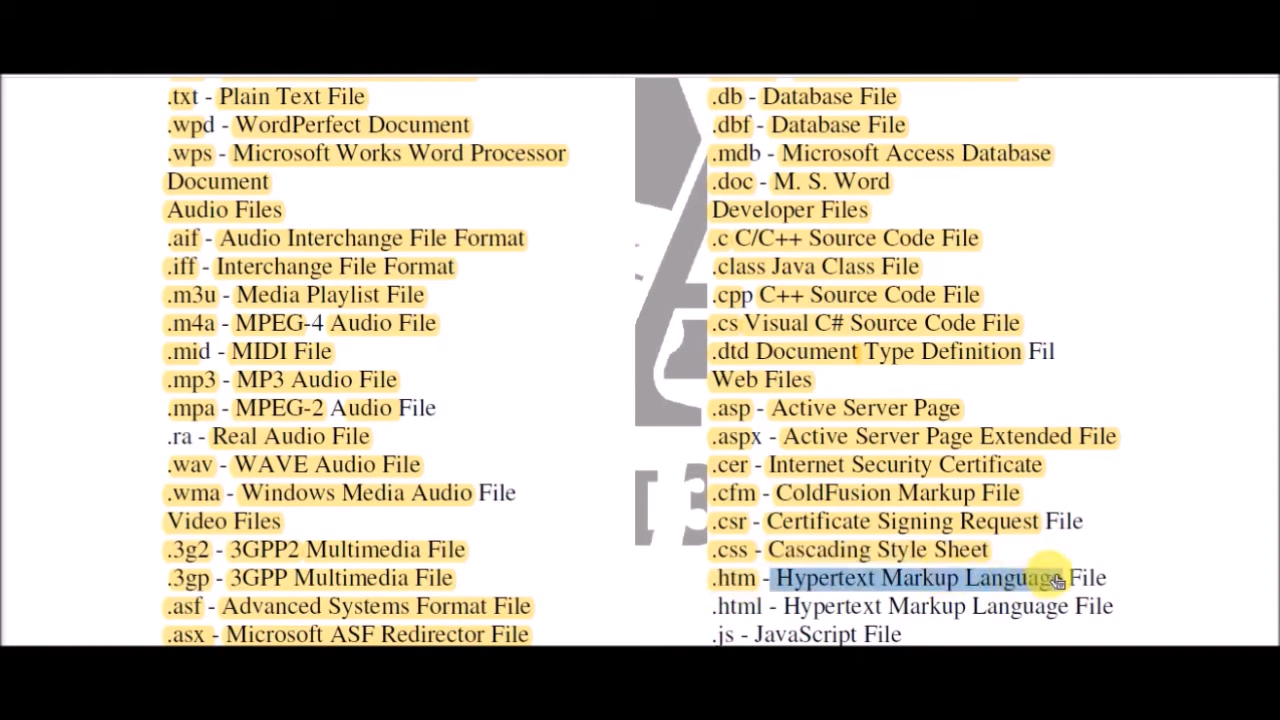 .txt - Plain Text File
.wpd - WordPerfect Document
.wps - Microsoft Works Word Processor
Document
Audio Files
.aif - Audio Interchange File Format
.iff - Interchange File Format
.m3u - Media Playlist File
.m4a - MPEG-4 Audio File
.mid - MIDI File
.mp3 - MP3 Audio File
.mpa - MPEG-2 Audio File
.ra - Real Audio File
.wav - WAVE Audio File
.wma - Windows Media Audio File
Video Files
.3g2 - 3GPP2 Multimedia File
.3gp - 3GPP Multimedia File
.asf - Advanced Systems Format File
.asx - Microsoft ASF Redirector File
.db - Database File
.dbf - Database File
.mdb - Microsoft Access Database
.doc - M. S. Word
Developer Files
.c C/C++ Source Code File
.class Java Class File
.cpp C++ Source Code File
.cs Visual C# Source Code File
.dtd Document Type Definition Fil
Web Files
.asp - Active Server Page
.aspx - Active Server Page Extended File
.cer - Internet Security Certificate
.cfm - ColdFusion Markup File
.csr - Certificate Signing Request File
.css - Cascading Style Sheet
.htm - Hypertext Markup Language File
.html - Hypertext Markup Language File
.js - JavaScript File